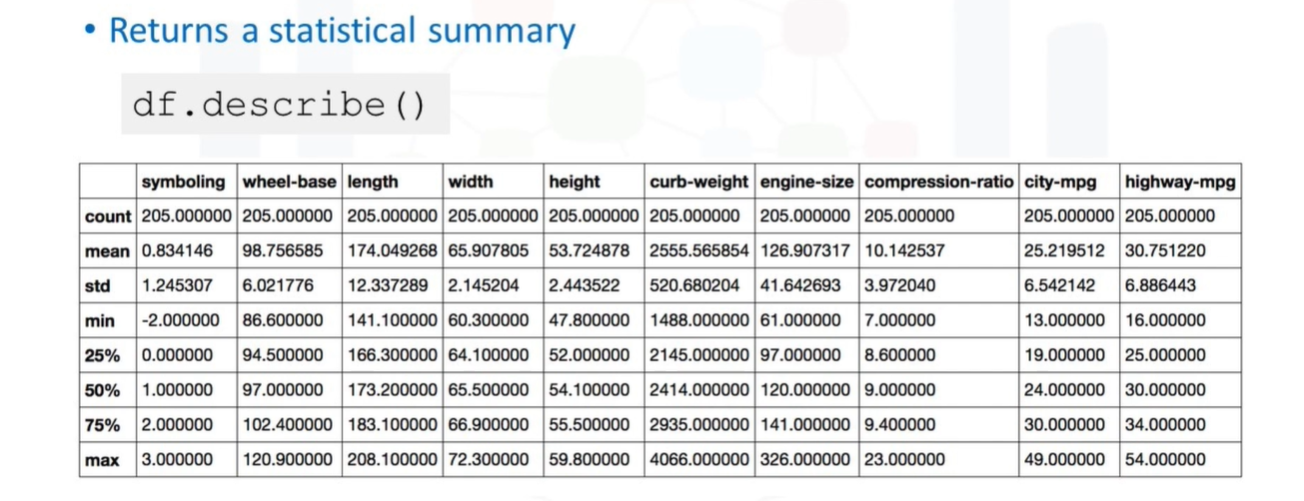 • Returns a statistical summary
df.describe()
symboling wheel-base length width height curb-weight engine-size compression-ratio city-mpg highway-mpg
count 205.000000 205.000000 205.000000 205.000000 205.000000 205.000000 205.000000 205.000000 205.000000 205.000000
mean 0.834146 98.756585 174.049268 65.907805 53.724878 2555.565854 126.907317 10.142537 25.219512 30.751220
std 1.245307 6.021776 12.337289 2.145204 2.443522 520.680204 41.642693 3.972040 6.542142 6.886443
min -2.000000 86.600000 141.100000 60.300000 47.800000 1488.000000 61.000000 7.000000 13.000000 16.000000
25% 0.000000 94.500000 166.300000 64.100000 52.000000 2145.000000 97.000000 8.600000 19.000000 25.000000
50% 1.000000 97.000000 173.200000 65.500000 54.100000 2414.000000 120.000000 9.000000 24.000000 30.000000
75% 2.000000 102.400000 183.100000 66.900000 55.500000 2935.000000 141.000000 9.400000 30.000000 34.000000
max 3.000000 120.900000 208.100000 72.300000 59.800000 4066.000000 326.000000 23.000000 49.000000 54.000000